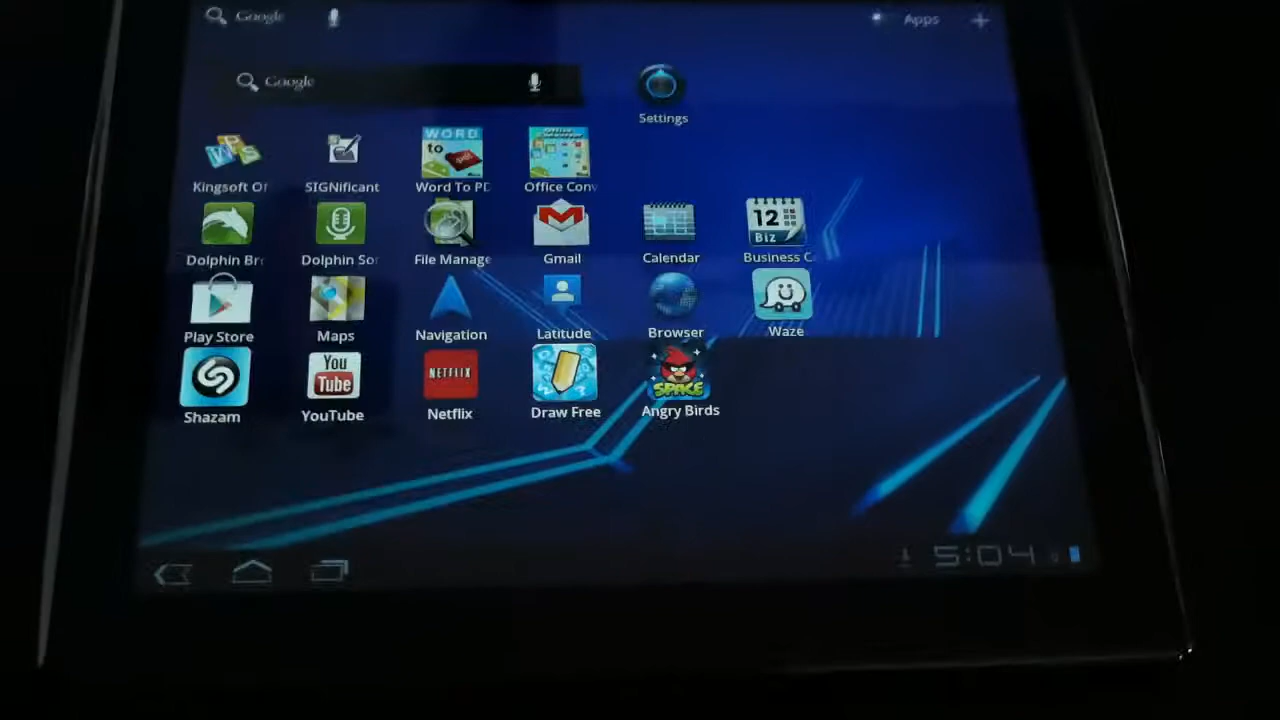 Google Apps
Google
Settings
WORD
to
WPS
Kingsoft Of SIGNificant Word To PD Office Conv
12
Biz
Dolphin Br Dolphin So File Manage Gmail Calendar Business C
Play Store Maps Navigation Latitude Browser Waze
You
Tube
NETFLIX
SPACE
Shazam YouTube Netflix Draw Free Angry Birds
5:04